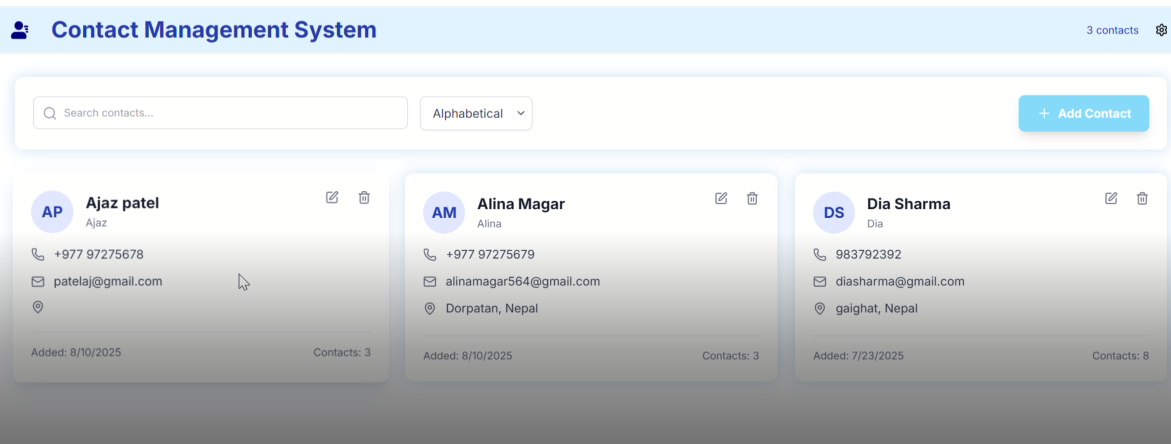 Contact Management System
3 contacts
Search contacts...
Alphabetical
+ Add Contact
AP
Ajaz patel
Ajaz
+977 97275678
patelaj@gmail.com
Added: 8/10/2025
Contacts: 3
AM
Alina Magar
Alina
+977 97275679
alinamagar564@gmail.com
Dorpatan, Nepal
Added: 8/10/2025
Contacts: 3
DS
Dia Sharma
Dia
983792392
diasharma@gmail.com
gaighat, Nepal
Added: 7/23/2025
Contacts: 8